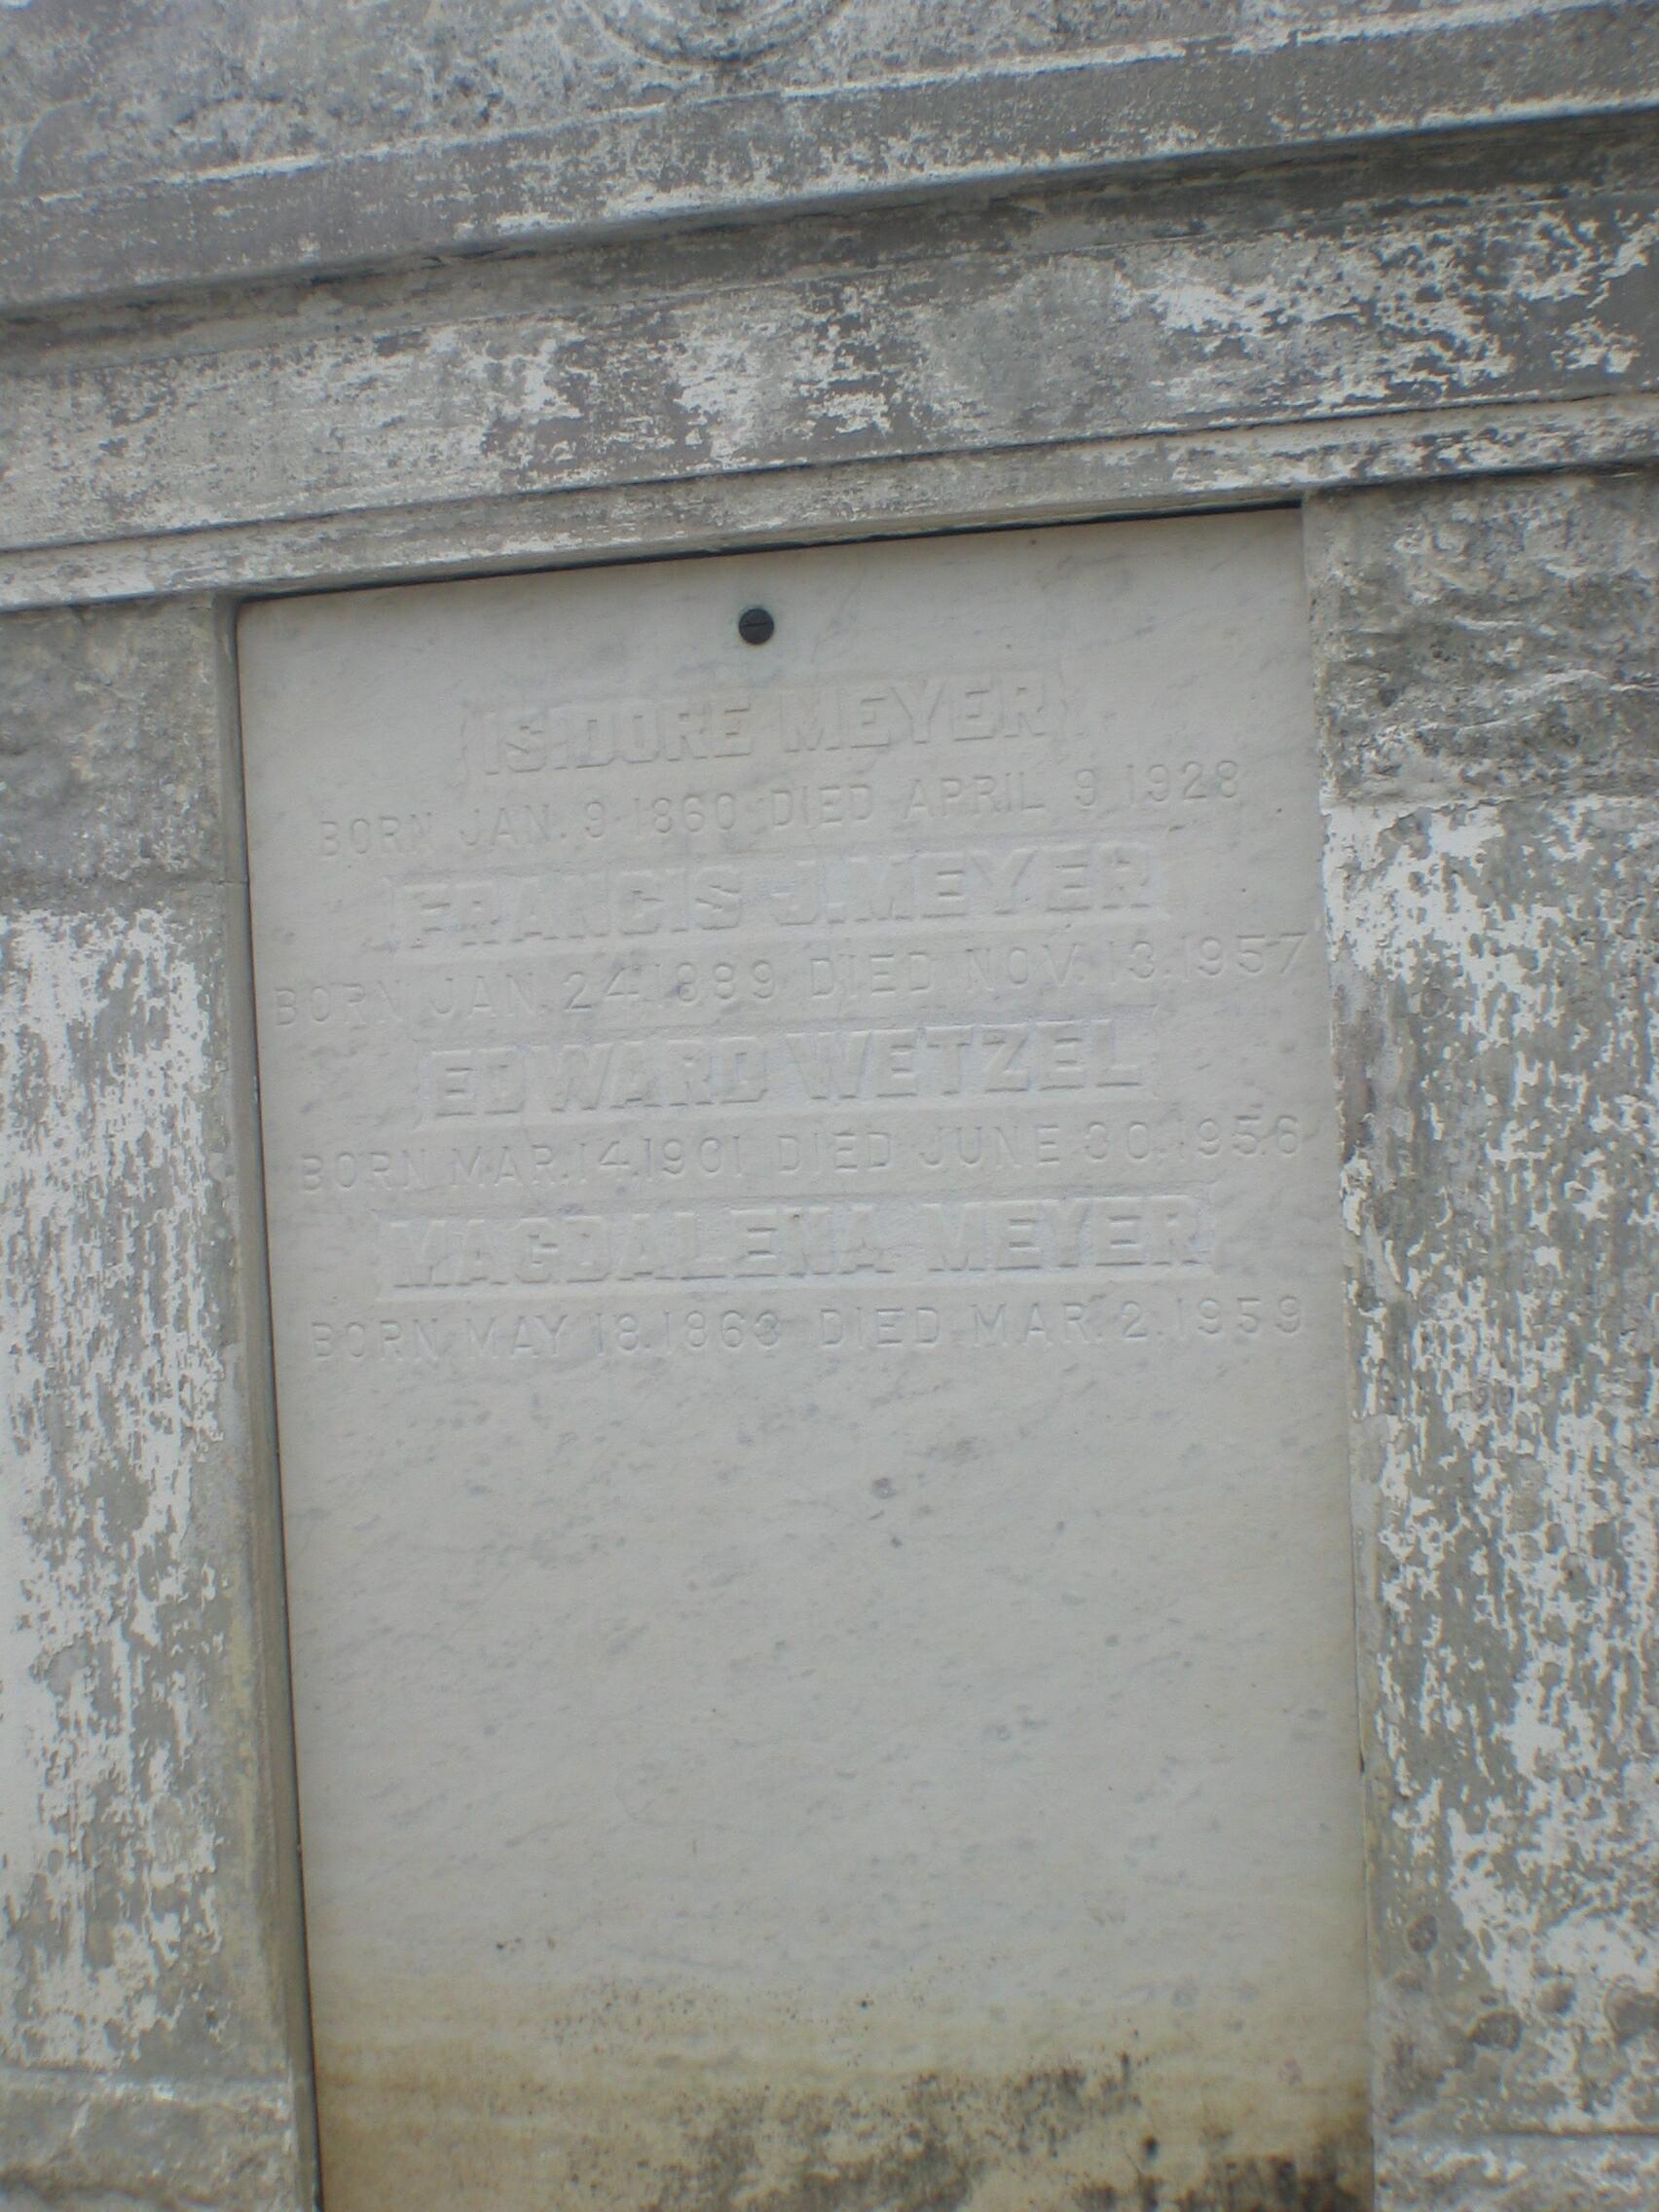 ISIDORE MEYER
BORN JAN. 9 1860 DIED APRIL 9 1928
FRANCIS J. MEYER
BORN JAN. 24. 1889 DIED NOV. 13. 1957
EDWARD WETZEL
BORN MAR. 14. 1901 DIED JUNE 30. 1956
MAGDALENA MEYER
BORN MAY 18. 1863 DIED MAR. 2. 1959